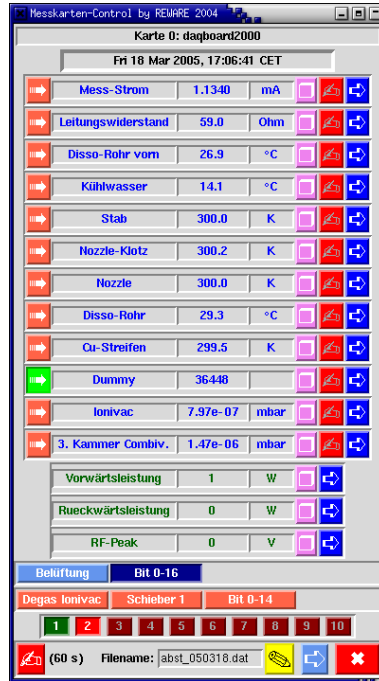 Messkarten-Control by REWARE 2004
Karte 0: daqboard2000
Fri 18 Mar 2005, 17:06:41 CET
Mess-Strom 1.1340 mA
Leitungswiderstand 59.0 Ohm
Disso-Rohr vorn 26.9 °C
Kühlwasser 14.1 °C
Stab 300.0 K
Nozzle-Klotz 300.2 K
Nozzle 300.0 K
Disso-Rohr 29.3 °C
Cu-Streifen 299.5 K
Dummy 36448
Ionivac 7.97e-07 mbar
3. Kammer Combiv. 1.47e-06 mbar
Vorwärtsleistung 1 W
Rueckwärtsleistung 0 W
RF-Peak 0 V
Belüftung Bit 0-16
Degas Ionivac Schieber 1 Bit 0-14
1 2 3 4 5 6 7 8 9 10
(60 s) Filename: abst_050318.dat